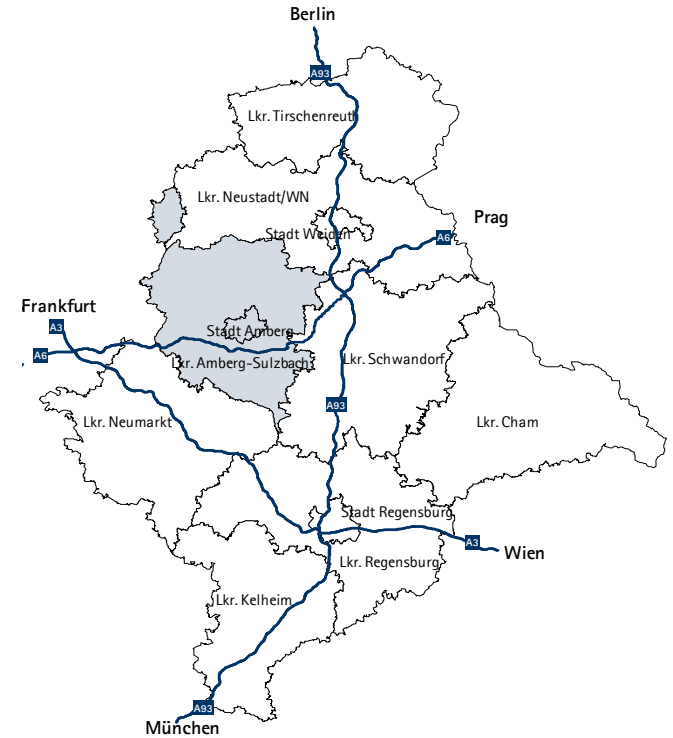 Berlin
A93
Lkr. Tirschenreuth
Lkr. Neustadt/WN
Prag
Stadt Weiden
A6
Frankfurt
A3
Stadt Amberg
A6
Lkr. Amberg-Sulzbach
Lkr. Schwandorf
A93
Lkr. Neumarkt
Lkr. Cham
Stadt Regensburg
A3
Wien
Lkr. Regensburg
Lkr. Kelheim
A93
München